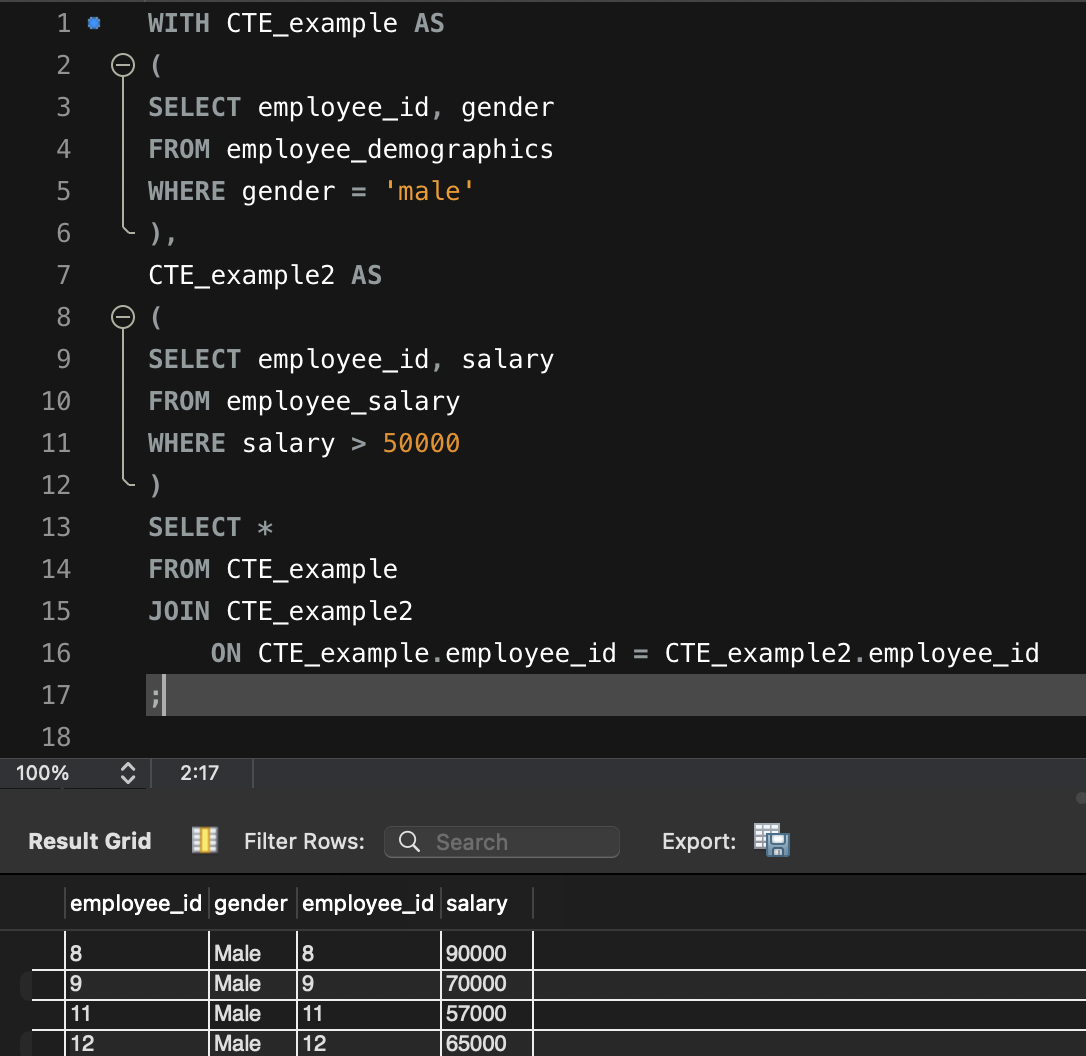 1 WITH CTE_example AS
2 (
3 SELECT employee_id, gender
4 FROM employee_demographics
5 WHERE gender = 'male'
6 ),
7 CTE_example2 AS
8 (
9 SELECT employee_id, salary
10 FROM employee_salary
11 WHERE salary > 50000
12 )
13 SELECT *
14 FROM CTE_example
15 JOIN CTE_example2
16 ON CTE_example.employee_id = CTE_example2.employee_id
17 ;
18
100% 2:17
Result Grid Filter Rows: Search Export:
employee_id gender employee_id salary
8 Male 8 90000
9 Male 9 70000
11 Male 11 57000
12 Male 12 65000